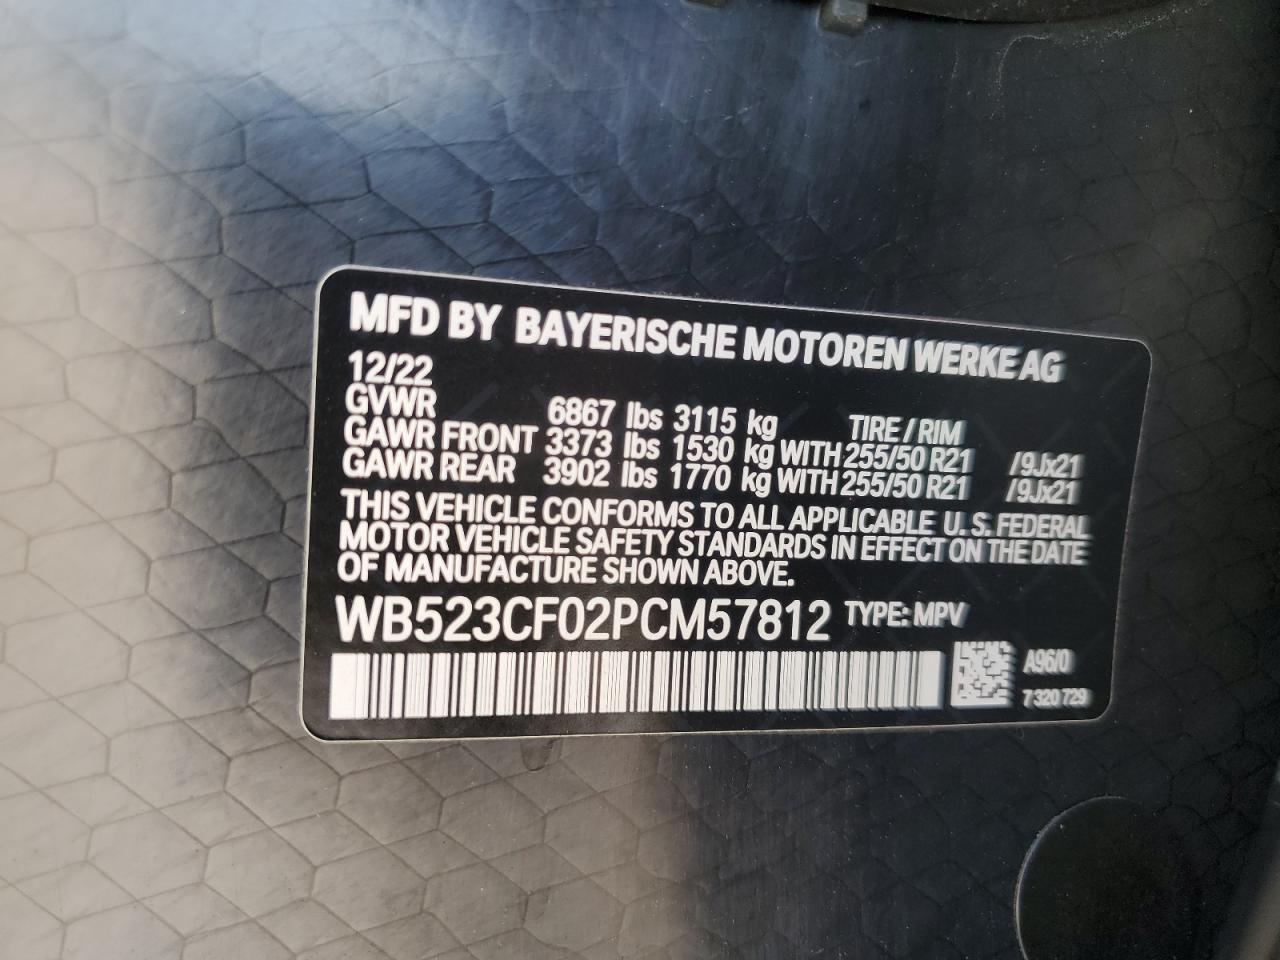 MFD BY BAYERISCHE MOTOREN WERKE AG
12/22
GVWR 6867 lbs 3115 kg TIRE / RIM
GAWR FRONT 3373 lbs 1530 kg WITH 255/50 R21 /9Jx21
GAWR REAR 3902 lbs 1770 kg WITH 255/50 R21 /9Jx21
THIS VEHICLE CONFORMS TO ALL APPLICABLE U.S. FEDERAL
MOTOR VEHICLE SAFETY STANDARDS IN EFFECT ON THE DATE
OF MANUFACTURE SHOWN ABOVE.
WB523CF02PCM57812 TYPE: MPV
A96/0
7 320 729